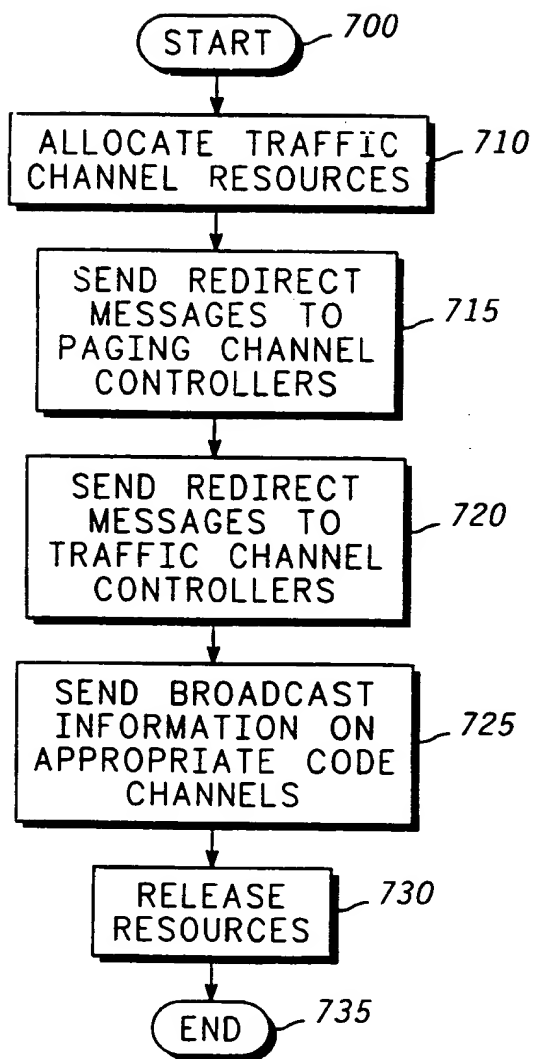 START 700
ALLOCATE TRAFFIC
CHANNEL RESOURCES 710
SEND REDIRECT
MESSAGES TO
PAGING CHANNEL
CONTROLLERS
715
SEND REDIRECT
MESSAGES TO
TRAFFIC CHANNEL
CONTROLLERS
720
SEND BROADCAST
INFORMATION ON
APPROPRIATE CODE
CHANNELS
725
RELEASE
RESOURCES
730
END 735